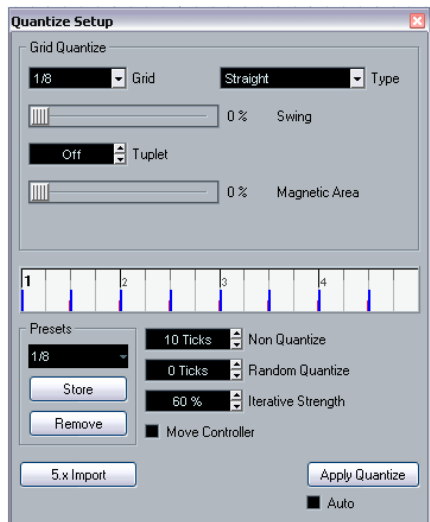 Quantize Setup
Grid Quantize
1/8 Grid Straight Type
0 % Swing
Off Tuplet
0 % Magnetic Area
1 2 3 4
Presets
1/8
Store
Remove
10 Ticks Non Quantize
0 Ticks Random Quantize
60 % Iterative Strength
Move Controller
5.x Import
Apply Quantize
Auto